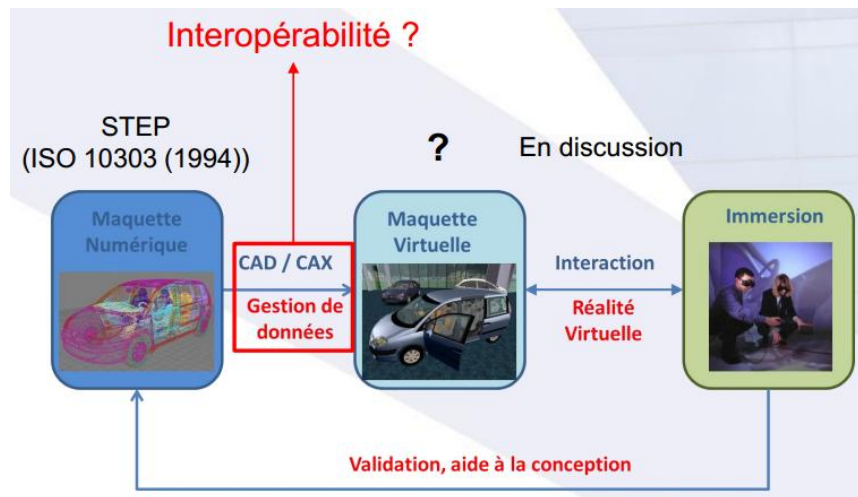 Interopérabilité ?
STEP
(ISO 10303 (1994))
?
En discussion
Maquette
Numérique
CAD / CAX
Gestion de
données
Maquette
Virtuelle
Interaction
Réalité
Virtuelle
Immersion
Validation, aide à la conception